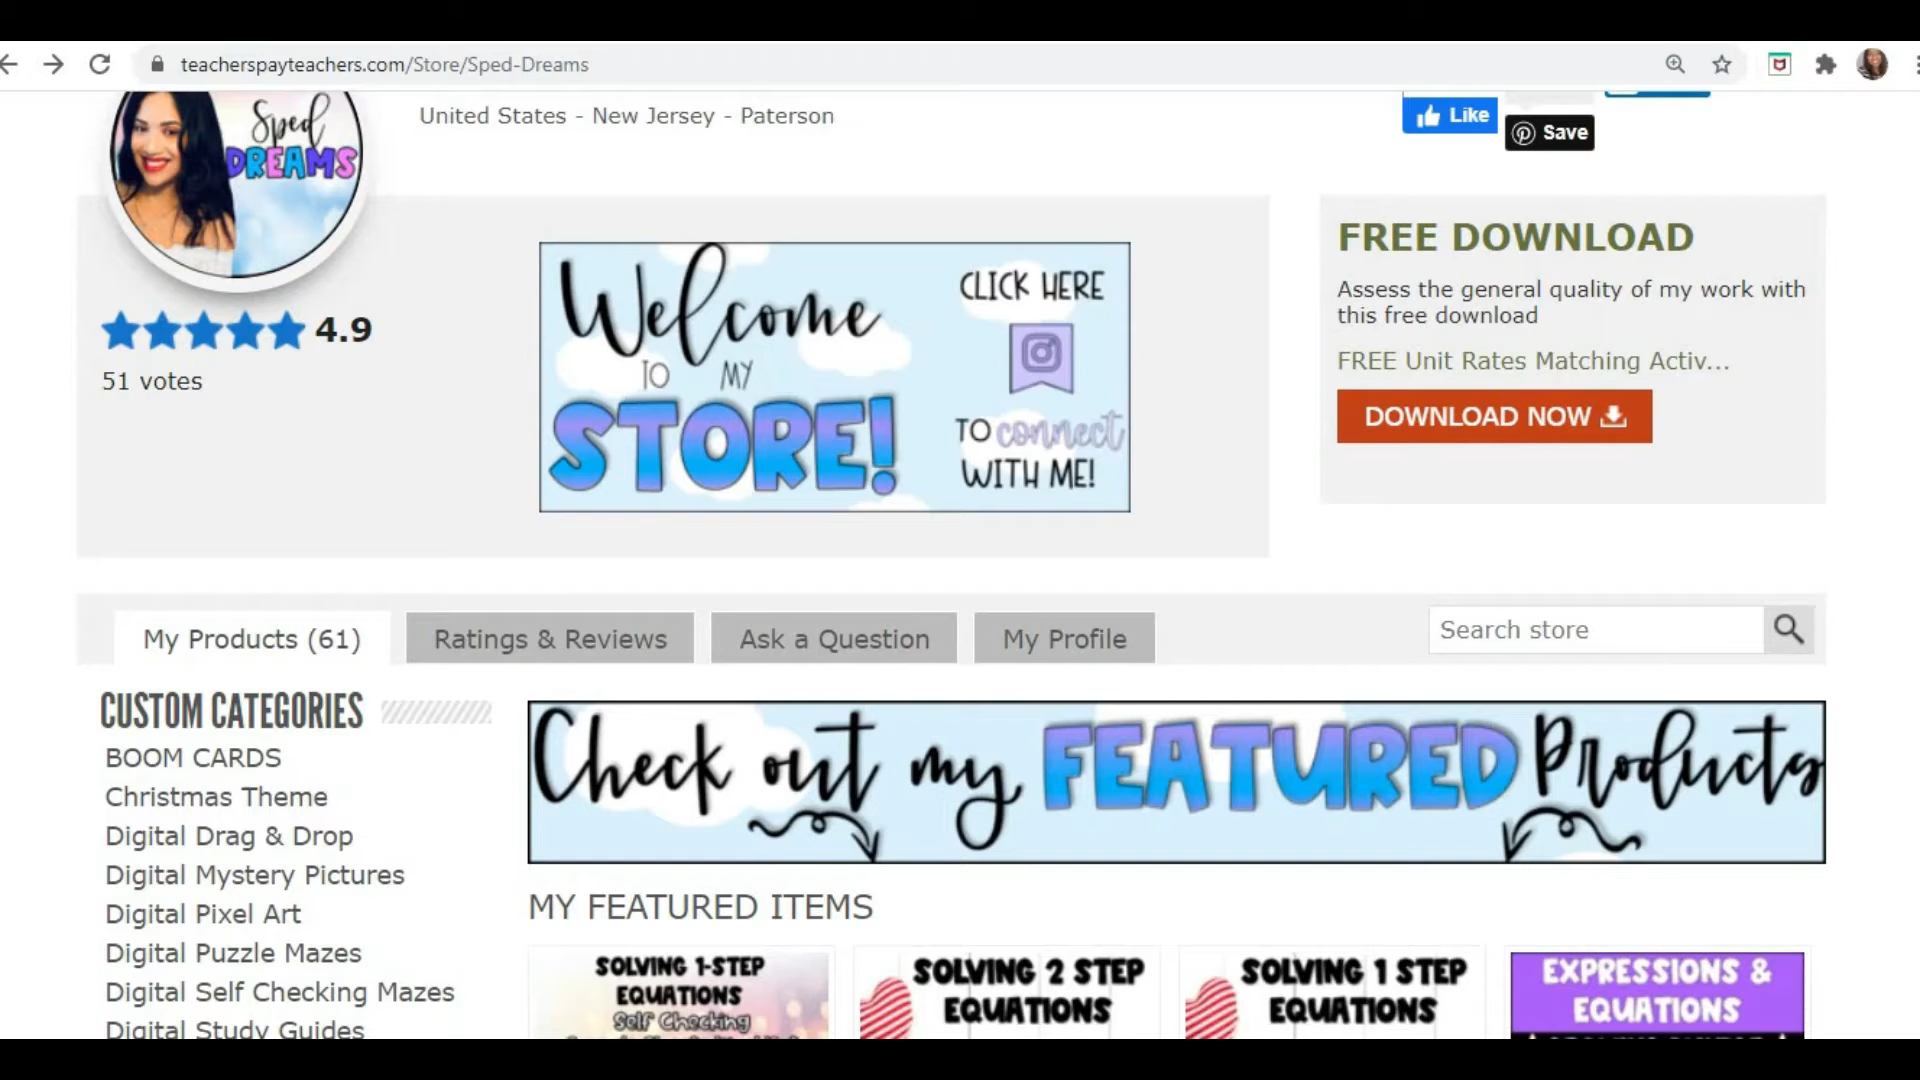 teacherspayteachers.com/Store/Sped-Dreams
United States - New Jersey - Paterson
Like
Save
Sped
DREAMS
4.9
51 votes
Welcome
TO MY
STORE!
CLICK HERE
TO connect
WITH ME!
FREE DOWNLOAD
Assess the general quality of my work with
this free download
FREE Unit Rates Matching Activ...
DOWNLOAD NOW
My Products (61)
Ratings & Reviews
Ask a Question
My Profile
Search store
CUSTOM CATEGORIES
BOOM CARDS
Christmas Theme
Digital Drag & Drop
Digital Mystery Pictures
Digital Pixel Art
Digital Puzzle Mazes
Digital Self Checking Mazes
Digital Study Guides
Check out my FEATURED Products
MY FEATURED ITEMS
SOLVING 1-STEP
EQUATIONS
Self Checking
SOLVING 2 STEP
EQUATIONS
SOLVING 1 STEP
EQUATIONS
EXPRESSIONS &
EQUATIONS